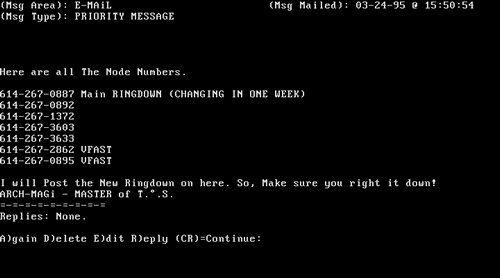 (Msg Area): E-MAiL (Msg Mailed): 03-24-95 @ 15:50:54
(Msg Type): PRIORITY MESSAGE
Here are all The Node Numbers.
614-267-0887 Main RINGDOWN (CHANGING IN ONE WEEK)
614-267-0892
614-267-1372
614-267-3603
614-267-3633
614-267-2862 VFAST
614-267-0895 VFAST
I will Post the New Ringdown on here. So, Make sure you right it down!
ARCH-MAGi - MASTER of T.°.S.
=-=-=-=-=-=-=-=
Replies: None.
A)gain D)elete E)dit R)eply (CR)=Continue: